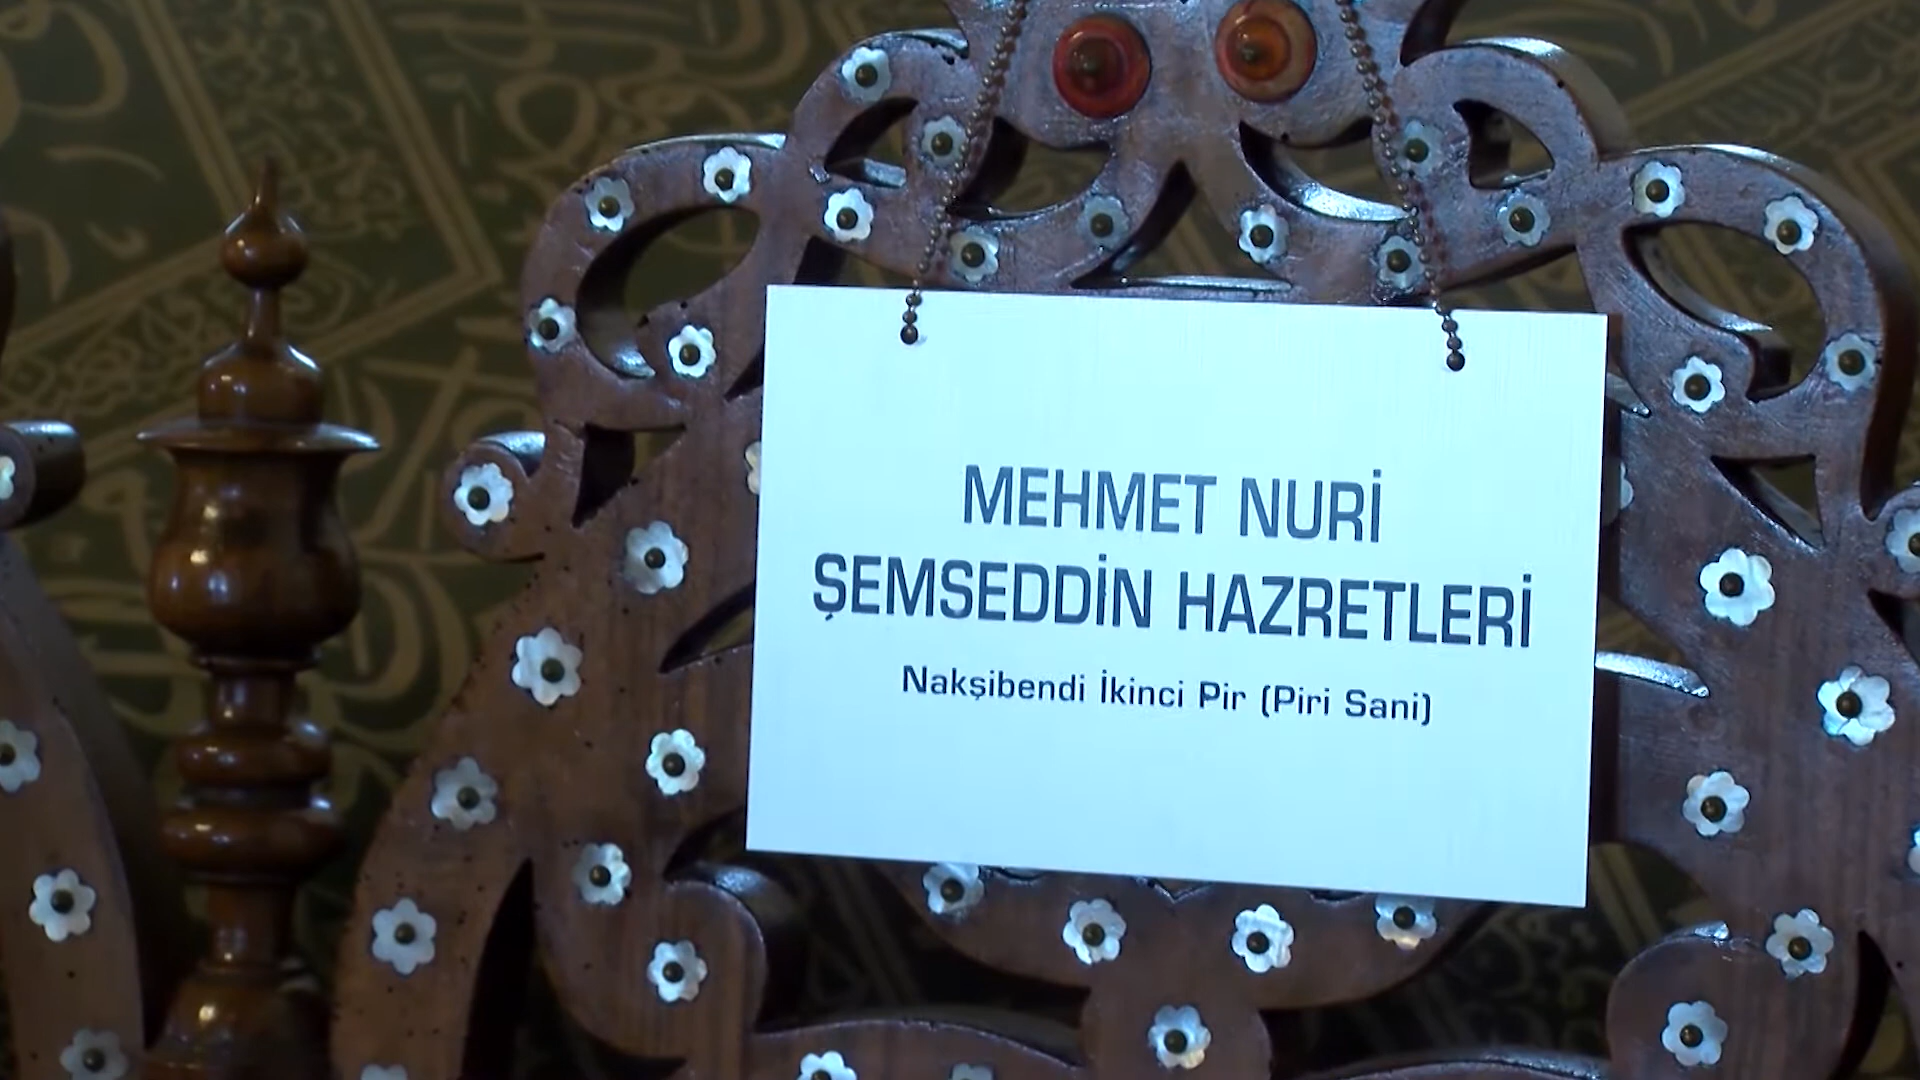 MEHMET NURİ
ŞEMSEDDİN HAZRETLERİ
Nakşibendi İkinci Pir (Piri Sani)